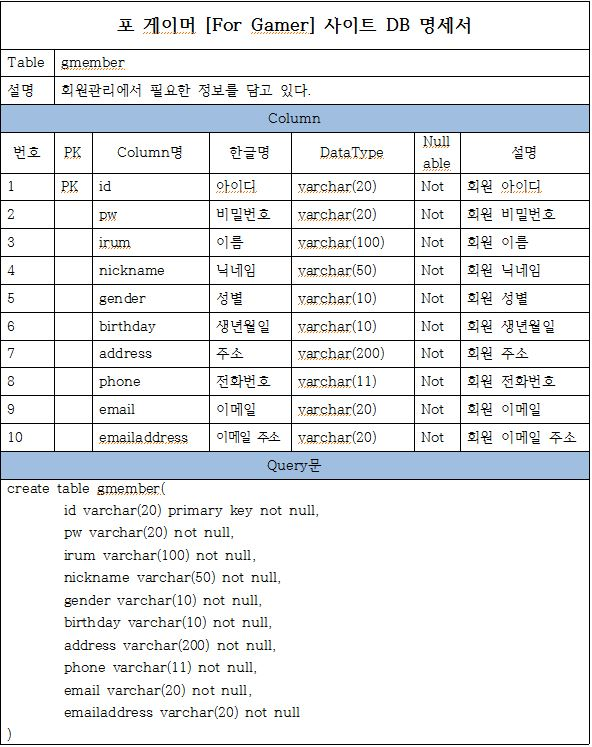 포 게이머 [For Gamer] 사이트 DB 명세서
Table gmember
설명 회원관리에서 필요한 정보를 담고 있다.
Column
번호 PK Column명 한글명 DataType Null able 설명
1 PK id 아이디 varchar(20) Not 회원 아이디
2 pw 비밀번호 varchar(20) Not 회원 비밀번호
3 irum 이름 varchar(100) Not 회원 이름
4 nickname 닉네임 varchar(50) Not 회원 닉네임
5 gender 성별 varchar(10) Not 회원 성별
6 birthday 생년월일 varchar(10) Not 회원 생년월일
7 address 주소 varchar(200) Not 회원 주소
8 phone 전화번호 varchar(11) Not 회원 전화번호
9 email 이메일 varchar(20) Not 회원 이메일
10 emailaddress 이메일 주소 varchar(20) Not 회원 이메일 주소
Query문
create table gmember(
id varchar(20) primary key not null,
pw varchar(20) not null,
irum varchar(100) not null,
nickname varchar(50) not null,
gender varchar(10) not null,
birthday varchar(10) not null,
address varchar(200) not null,
phone varchar(11) not null,
email varchar(20) not null,
emailaddress varchar(20) not null
)